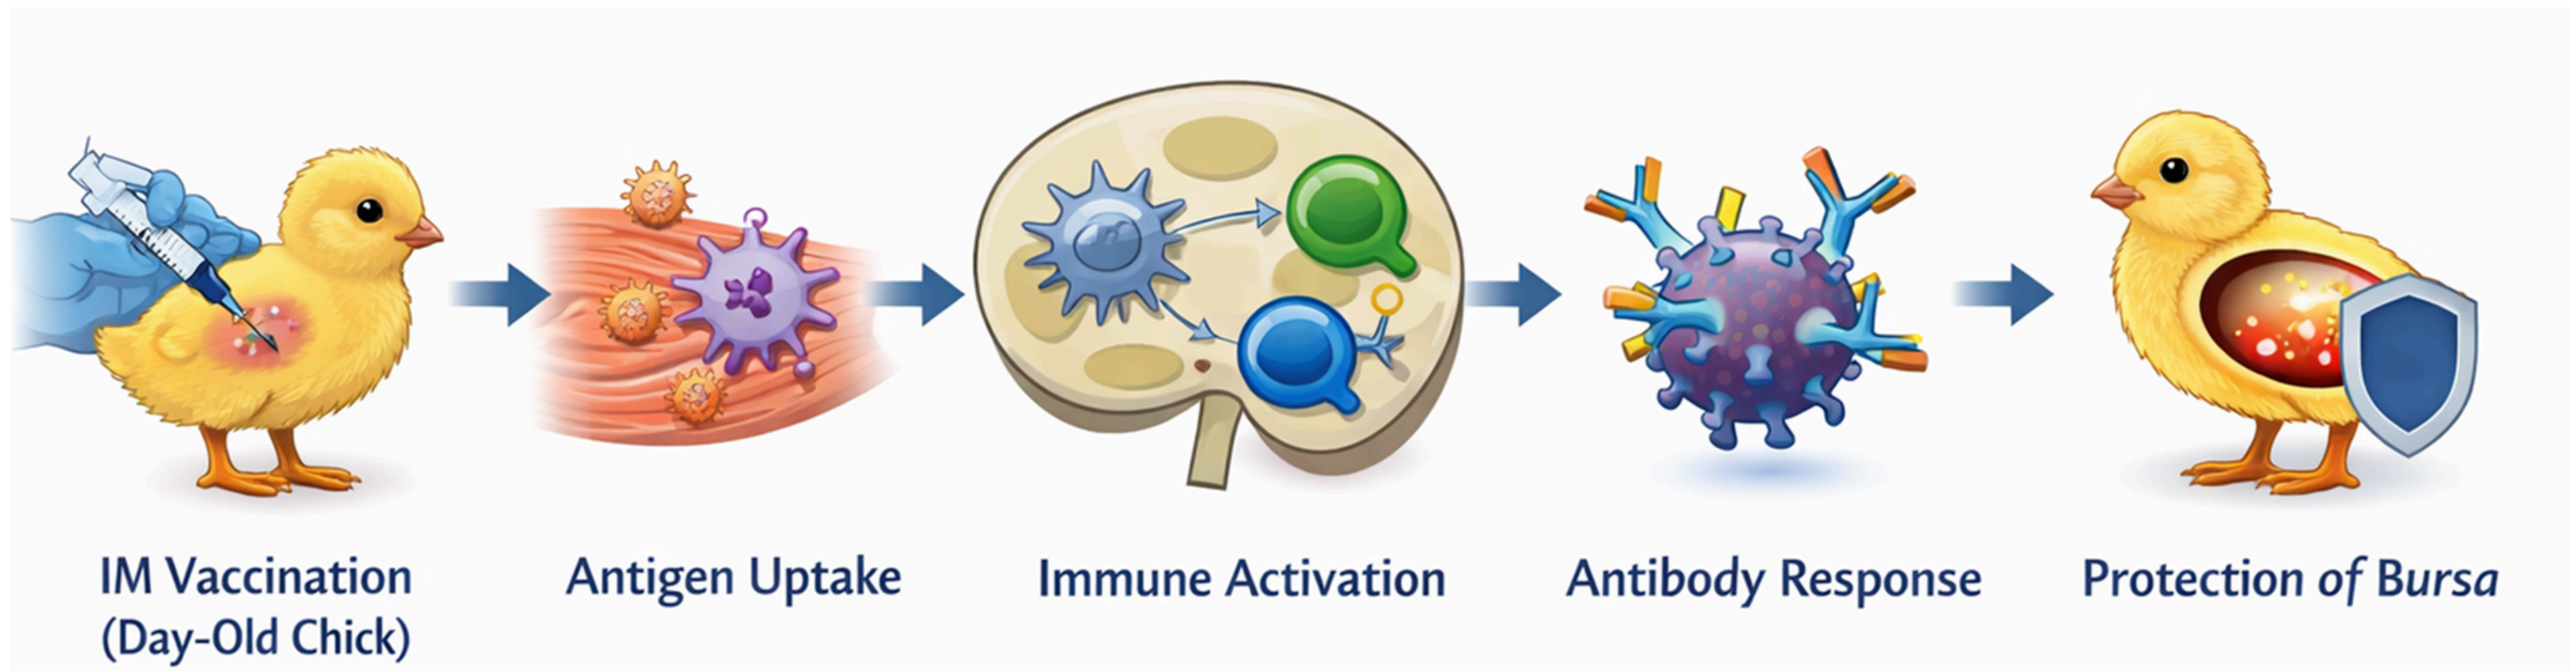 IM Vaccination
(Day-Old Chick)
Antigen Uptake
Immune Activation
Antibody Response
Protection of Bursa